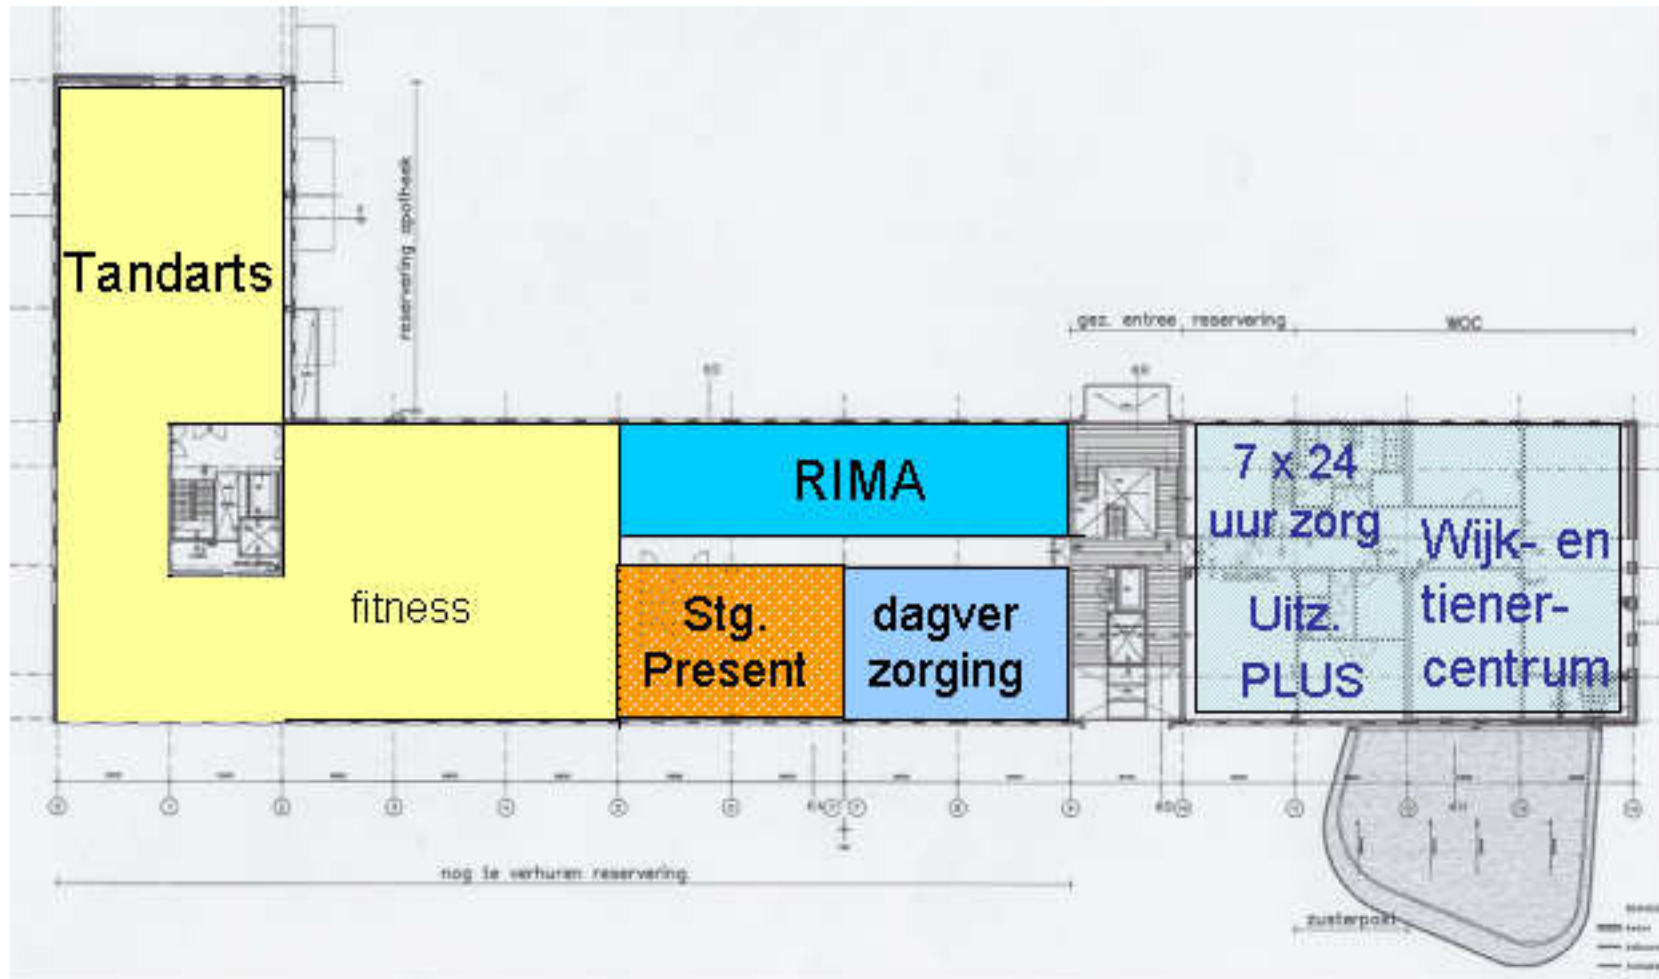 Tandarts
reservering apotheek
gez. entree reservering
WOC
RIMA
7 x 24
uur zorg
Wijk- en
tiener-
centrum
fitness
Stg.
Present
dagver
zorging
Uitz.
PLUS
nog te verhuren reservering
zusterpost